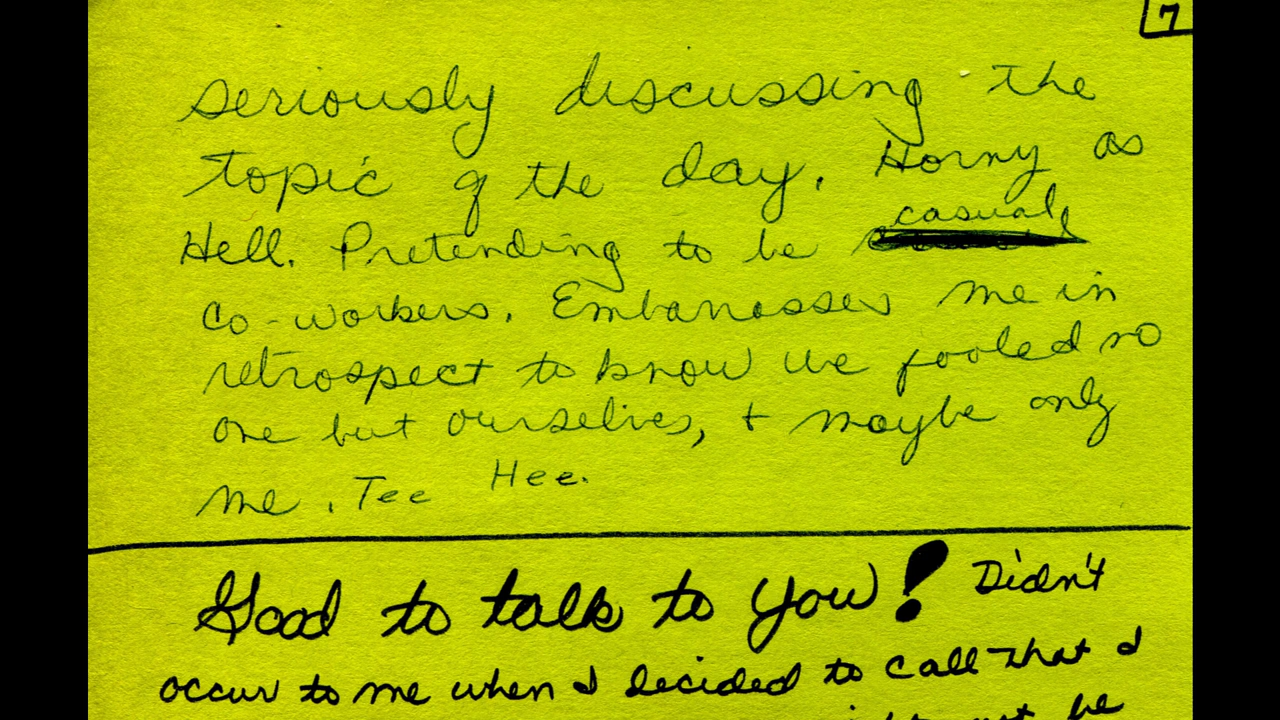 7
seriously discussing the
topic of the day. Horny as
Hell. Pretending to be casual
co-workers. Embarrasses me in
retrospect to know we fooled no
one but ourselves, + maybe only
me. Tee Hee.
Good to talk to you! Didn't
occur to me when I decided to call that I
not be